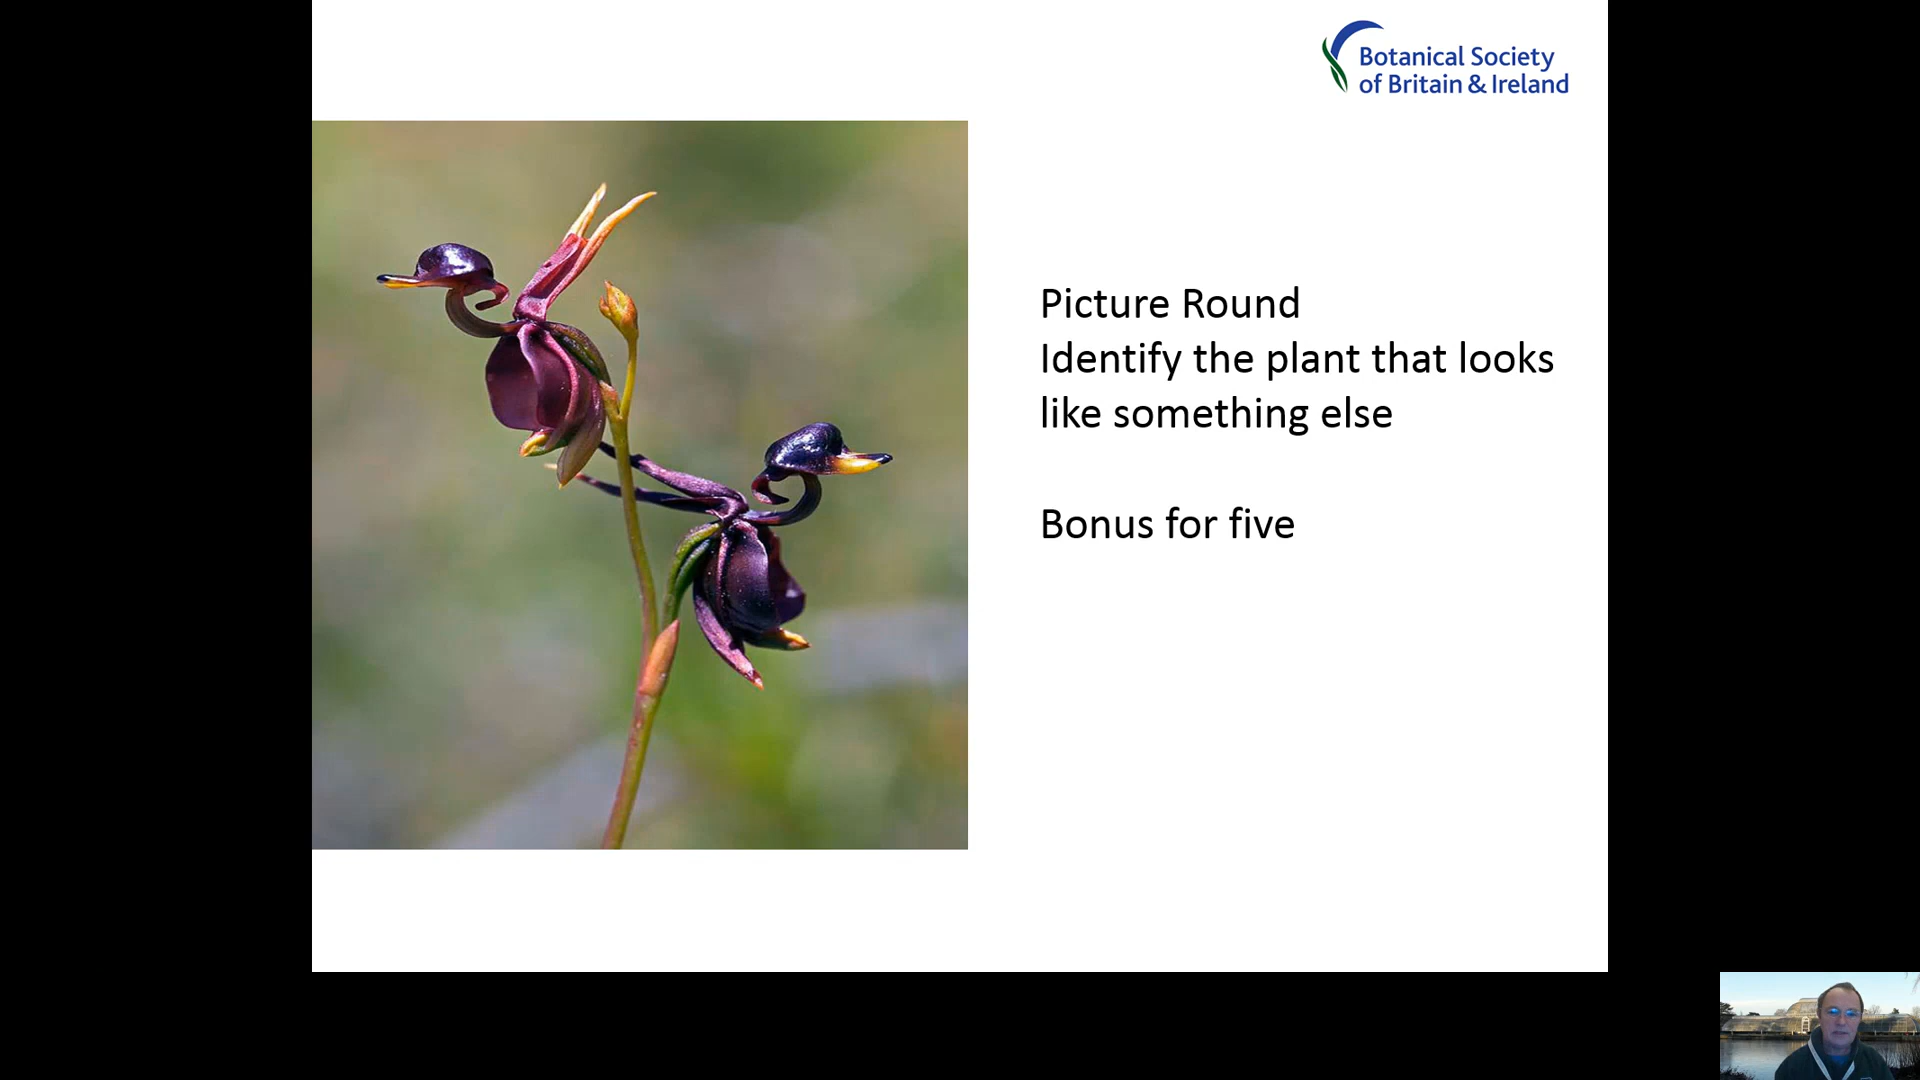 Botanical Society
of Britain & Ireland
Picture Round
Identify the plant that looks
like something else
Bonus for five